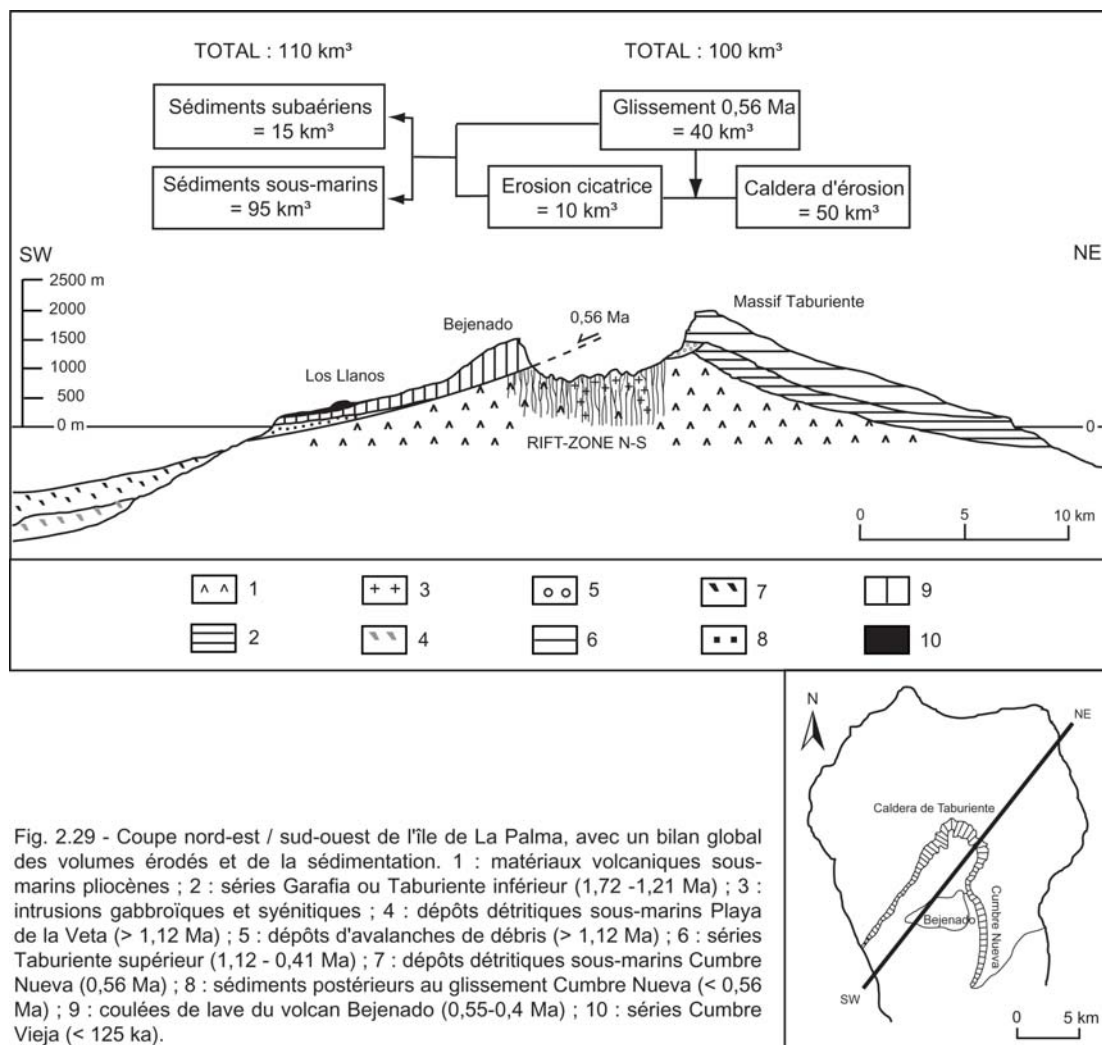 TOTAL : 110 km³
TOTAL : 100 km³
Sédiments subaériens
= 15 km³
Glissement 0,56 Ma
= 40 km³
Sédiments sous-marins
= 95 km³
Erosion cicatrice
= 10 km³
Caldera d'érosion
= 50 km³
SW
NE
2500 m
2000
1500
1000
500
0 m
Bejenado
0,56 Ma
Massif Taburiente
Los Llanos
RIFT-ZONE N-S
0
0
5
10 km
1
3
5
7
9
2
4
6
8
10
N
NE
Caldera de Taburiente
Bejenado
Cumbre Nueva
SW
0
5 km
Fig. 2.29 - Coupe nord-est / sud-ouest de l'île de La Palma, avec un bilan global
des volumes érodés et de la sédimentation. 1 : matériaux volcaniques sous-
marins pliocènes ; 2 : séries Garafia ou Taburiente inférieur (1,72 -1,21 Ma) ; 3 :
intrusions gabbroïques et syénitiques ; 4 : dépôts détritiques sous-marins Playa
de la Veta (> 1,12 Ma) ; 5 : dépôts d'avalanches de débris (> 1,12 Ma) ; 6 : séries
Taburiente supérieur (1,12 - 0,41 Ma) ; 7 : dépôts détritiques sous-marins Cumbre
Nueva (0,56 Ma) ; 8 : sédiments postérieurs au glissement Cumbre Nueva (< 0,56
Ma) ; 9 : coulées de lave du volcan Bejenado (0,55-0,4 Ma) ; 10 : séries Cumbre
Vieja (< 125 ka).